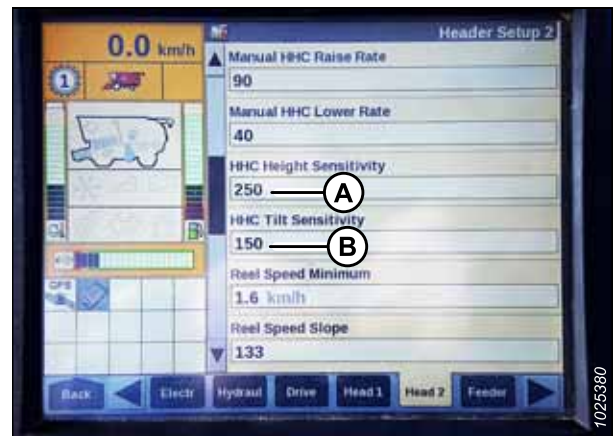 Header Setup 2
0.0 km/h
1
Manual HHC Raise Rate
90
Manual HHC Lower Rate
40
HHC Height Sensitivity
250
A
HHC Tilt Sensitivity
150
B
GPS
Reel Speed Minimum
1.6 km/h
Reel Speed Slope
133
Back
Electr
Hydraul
Drive
Head 1
Head 2
Feeder
1025380